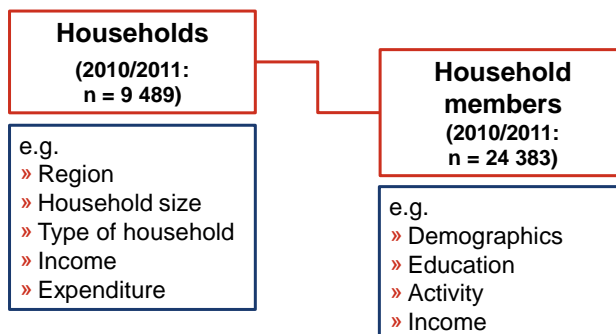 Households
(2010/2011:
n = 9 489)
e.g.
» Region
» Household size
» Type of household
» Income
» Expenditure
Household
members
(2010/2011:
n = 24 383)
e.g.
» Demographics
» Education
» Activity
» Income